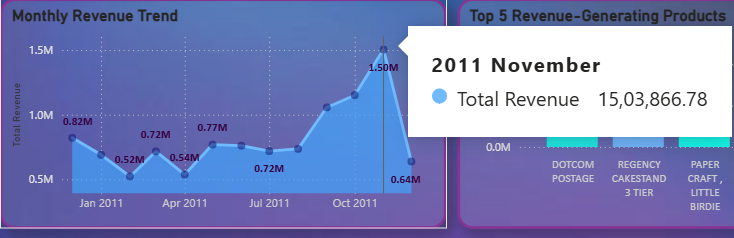 Monthly Revenue Trend
Total Revenue
1.5M
1.0M
0.5M
0.82M
0.52M
0.72M
0.54M
0.77M
0.72M
1.50M
0.64M
Jan 2011
Apr 2011
Jul 2011
Oct 2011
Top 5 Revenue-Generating Products
2011 November
Total Revenue 15,03,866.78
0.0M
DOTCOM
POSTAGE
REGENCY
CAKESTAND
3 TIER
PAPER
CRAFT ,
LITTLE
BIRDIE